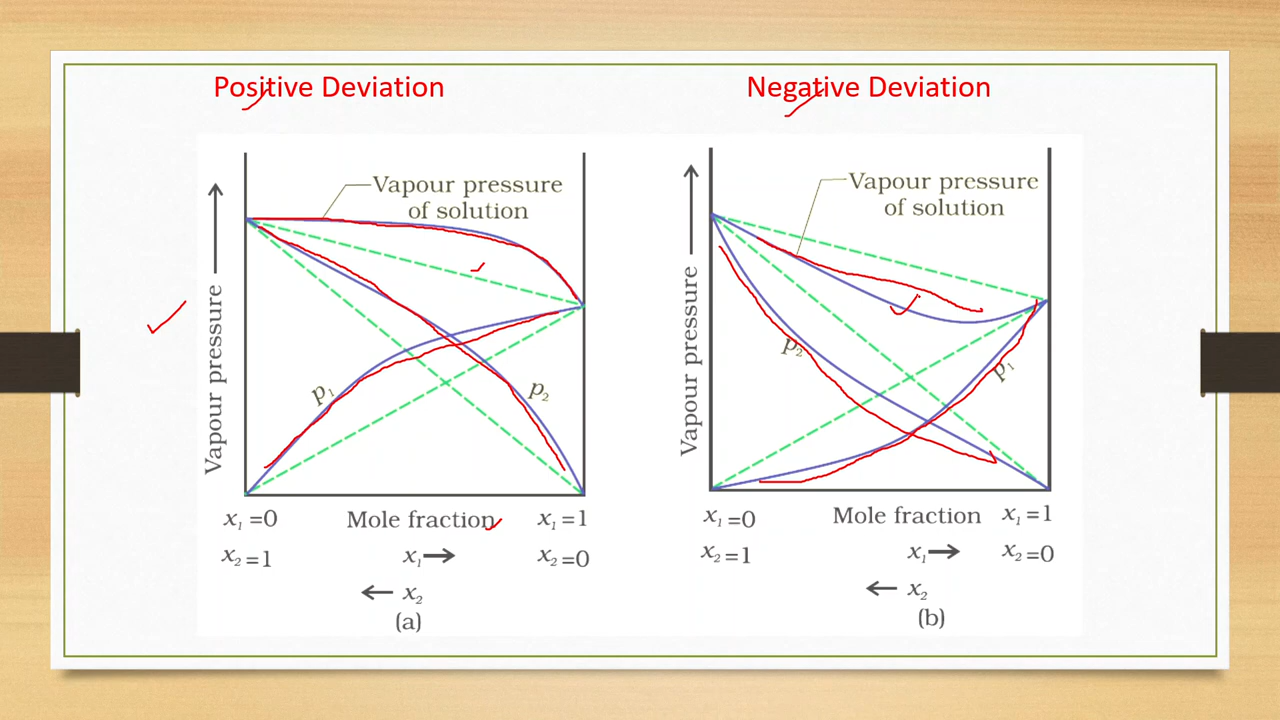 Positive Deviation
Negative Deviation
Vapour pressure
of solution
Vapour pressure
p₁
p₂
x₁=0
Mole fraction
x₁=1
x₂=1
x₁→
x₂=0
← x₂
(a)
Vapour pressure
of solution
Vapour pressure
p₂
p₁
x₁=0
Mole fraction
x₁=1
x₂=1
x₁→
x₂=0
← x₂
(b)